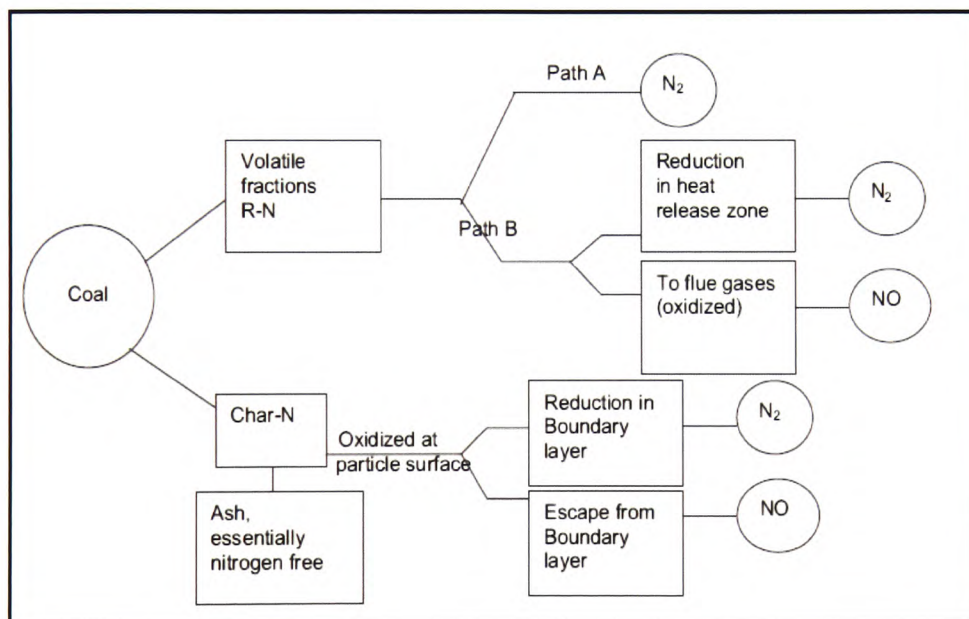 Path A
N₂
Volatile
fractions
R-N
Reduction
in heat
release zone
N₂
Path B
Coal
To flue gases
(oxidized)
NO
Char-N
Oxidized at
particle surface
Reduction in
Boundary
layer
N₂
Ash,
essentially
nitrogen free
Escape from
Boundary
layer
NO